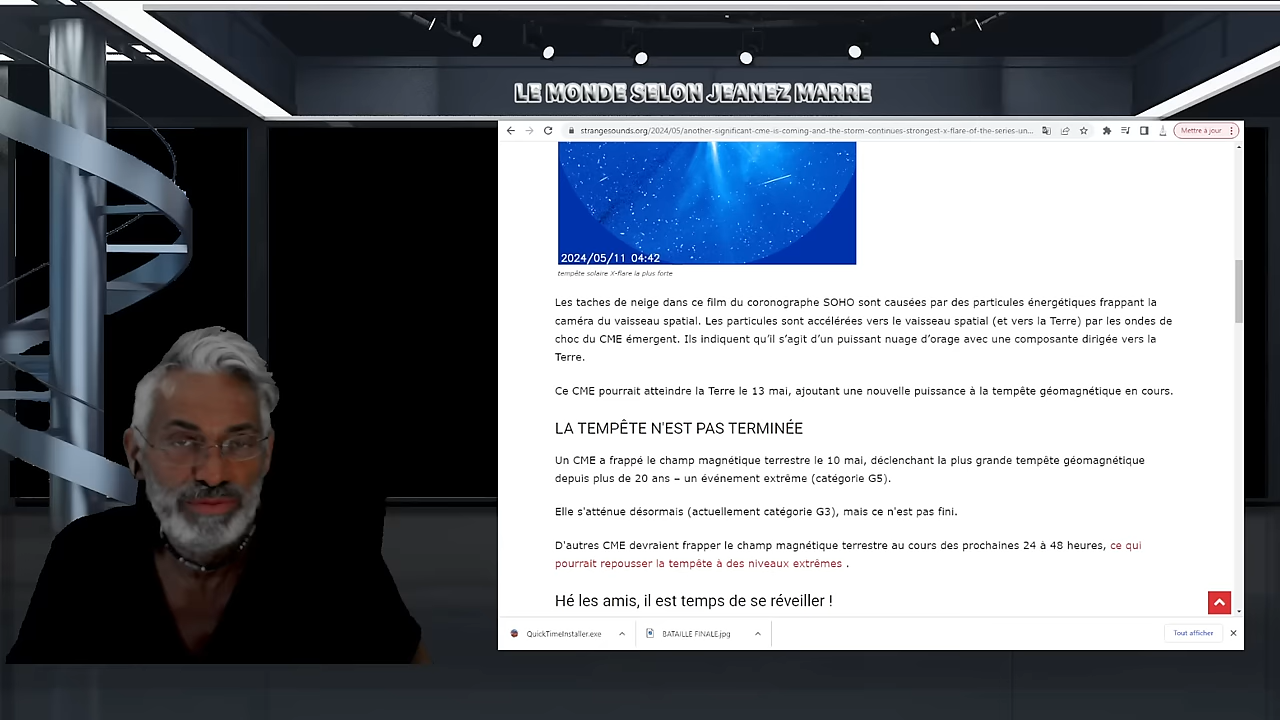 LE MONDE SELON JEANEZ MARRE
strangesounds.org/2024/05/another-significant-cme-is-coming-and-the-storm-continues-strongest-x-flare-of-the-series-un...
Mettre à jour
2024/05/11 04:42
tempête solaire X-flare la plus forte
Les taches de neige dans ce film du coronographe SOHO sont causées par des particules énergétiques frappant la
caméra du vaisseau spatial. Les particules sont accélérées vers le vaisseau spatial (et vers la Terre) par les ondes de
choc du CME émergent. Ils indiquent qu'il s'agit d'un puissant nuage d'orage avec une composante dirigée vers la
Terre.
Ce CME pourrait atteindre la Terre le 13 mai, ajoutant une nouvelle puissance à la tempête géomagnétique en cours.
LA TEMPÊTE N'EST PAS TERMINÉE
Un CME a frappé le champ magnétique terrestre le 10 mai, déclenchant la plus grande tempête géomagnétique
depuis plus de 20 ans – un événement extrême (catégorie G5).
Elle s'atténue désormais (actuellement catégorie G3), mais ce n'est pas fini.
D'autres CME devraient frapper le champ magnétique terrestre au cours des prochaines 24 à 48 heures, ce qui
pourrait repousser la tempête à des niveaux extrêmes .
Hé les amis, il est temps de se réveiller !
QuickTimeInstaller.exe
BATAILLE FINALE.jpg
Tout afficher